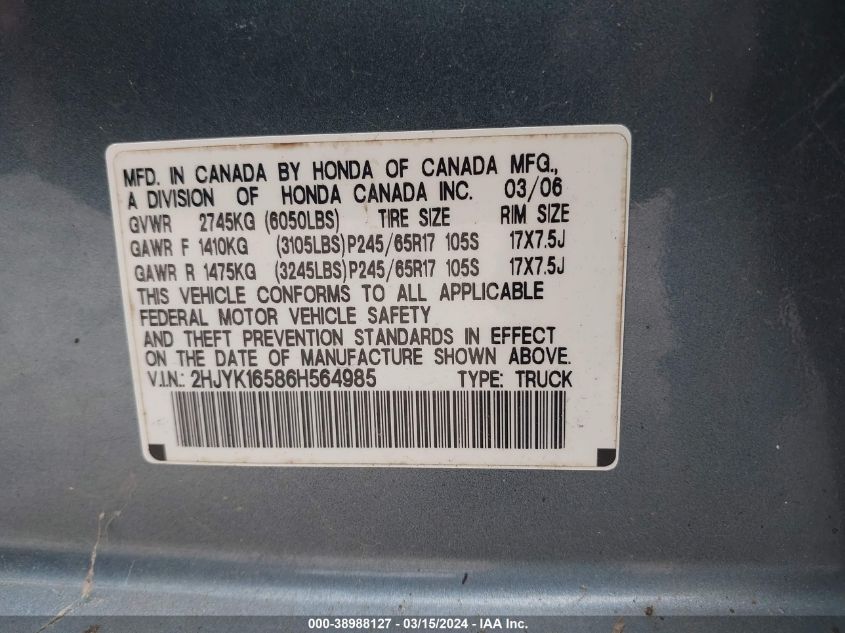 MFD. IN CANADA BY HONDA OF CANADA MFG.,
A DIVISION OF HONDA CANADA INC. 03/06
GVWR 2745KG (6050LBS) TIRE SIZE RIM SIZE
GAWR F 1410KG (3105LBS)P245/65R17 105S 17X7.5J
GAWR R 1475KG (3245LBS)P245/65R17 105S 17X7.5J
THIS VEHICLE CONFORMS TO ALL APPLICABLE
FEDERAL MOTOR VEHICLE SAFETY
AND THEFT PREVENTION STANDARDS IN EFFECT
ON THE DATE OF MANUFACTURE SHOWN ABOVE.
V.I.N.: 2HJYK16586H564985 TYPE: TRUCK
000-38988127 - 03/15/2024 - IAA Inc.